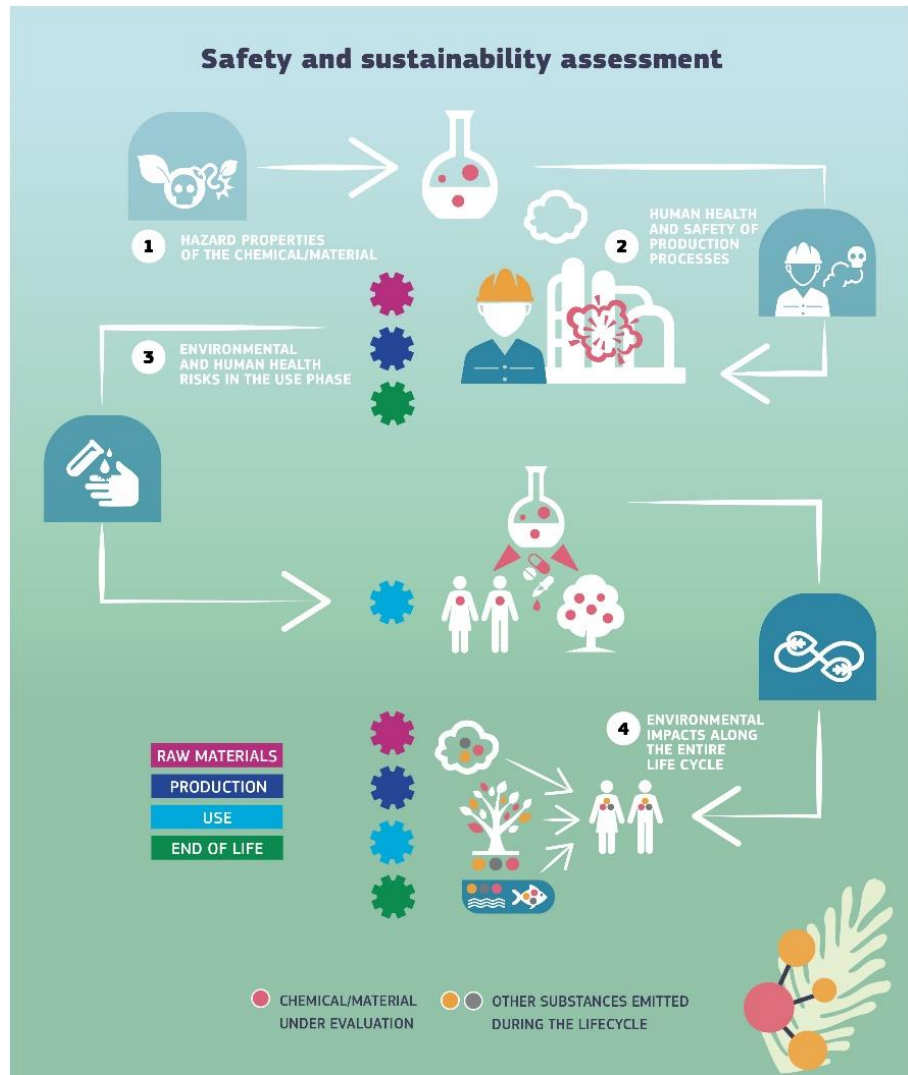 Safety and sustainability assessment
1
HAZARD PROPERTIES
OF THE CHEMICAL/MATERIAL
2
HUMAN HEALTH
AND SAFETY OF
PRODUCTION
PROCESSES
3
ENVIRONMENTAL
AND HUMAN HEALTH
RISKS IN THE USE PHASE
4
ENVIRONMENTAL
IMPACTS ALONG
THE ENTIRE
LIFE CYCLE
RAW MATERIALS
PRODUCTION
USE
END OF LIFE
CHEMICAL/MATERIAL
UNDER EVALUATION
OTHER SUBSTANCES EMITTED
DURING THE LIFECYCLE